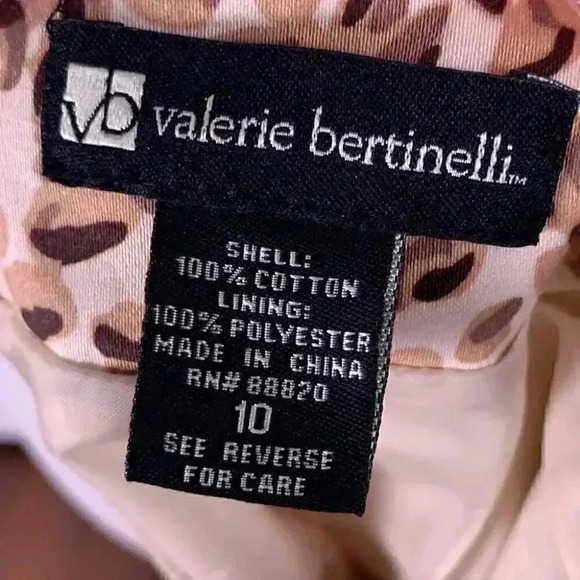 vb valerie bertinelli™
SHELL:
100% COTTON
LINING:
100% POLYESTER
MADE IN CHINA
RN# 88820
10
SEE REVERSE
FOR CARE